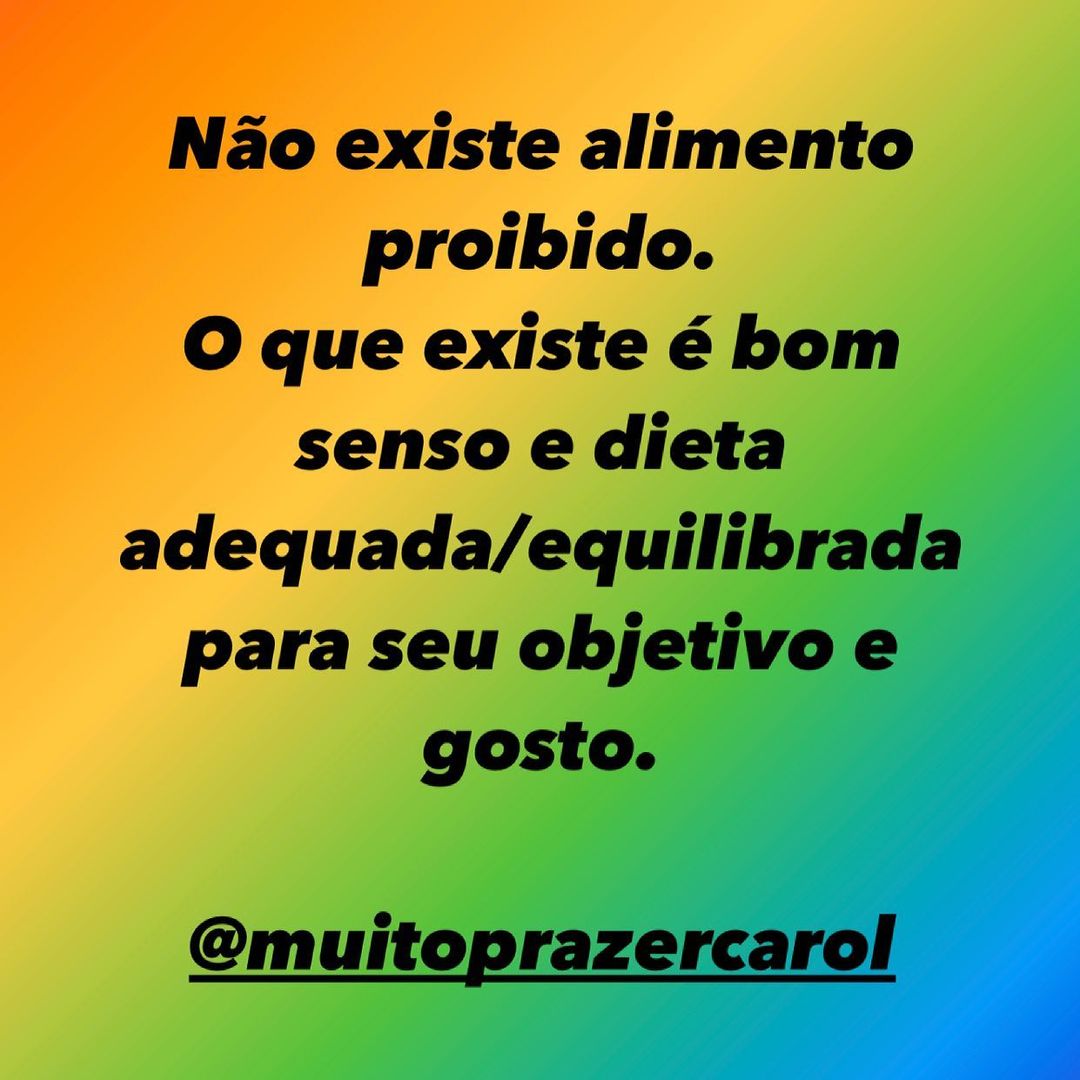 Não existe alimento
proibido.
O que existe é bom
senso e dieta
adequada/equilibrada
para seu objetivo e
gosto.
@muitoprazercarol